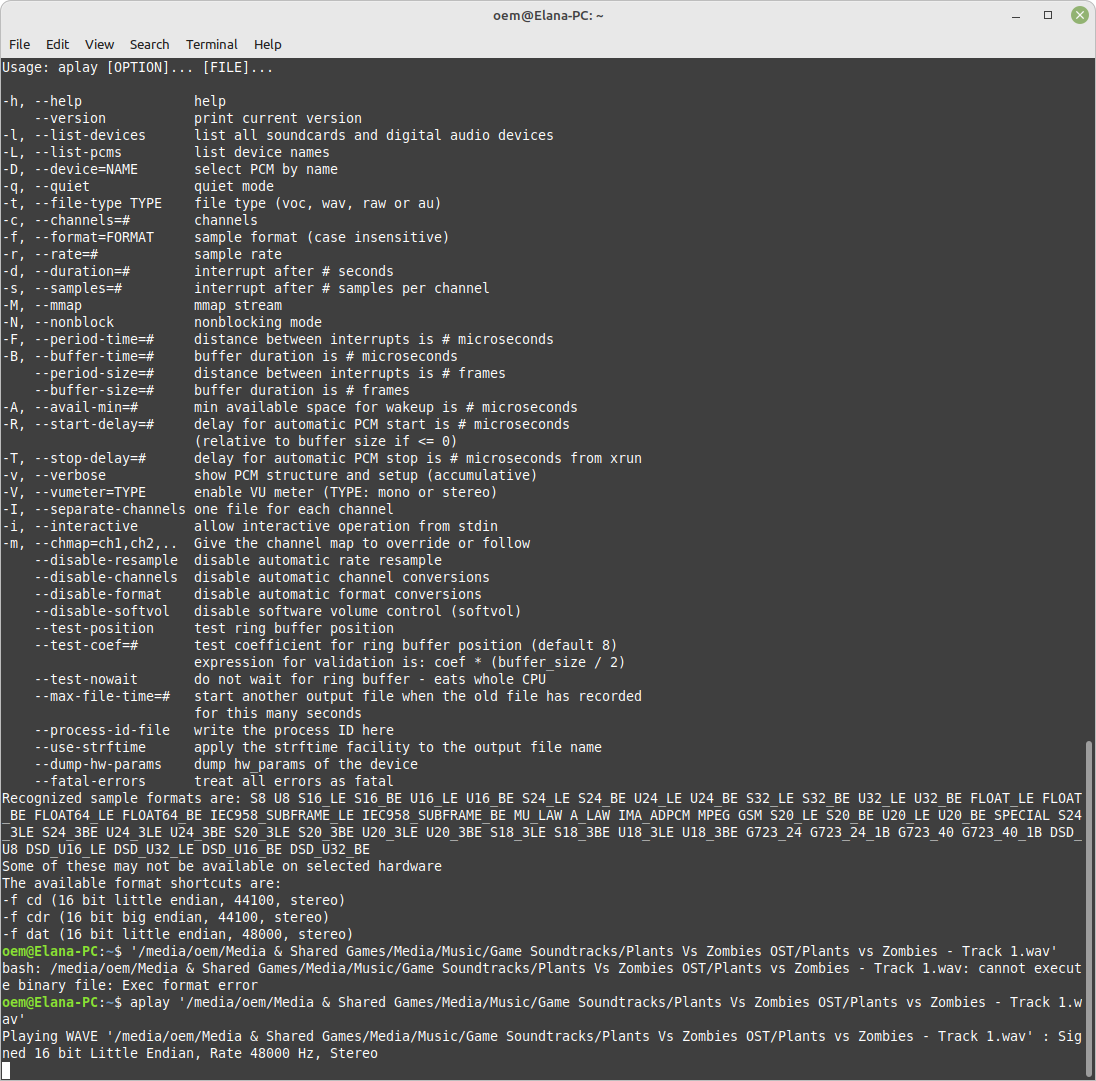 oem@Elana-PC: ~
File Edit View Search Terminal Help
Usage: aplay [OPTION]... [FILE]...
-h, --help              help
    --version           print current version
-l, --list-devices      list all soundcards and digital audio devices
-L, --list-pcms         list device names
-D, --device=NAME       select PCM by name
-q, --quiet             quiet mode
-t, --file-type TYPE    file type (voc, wav, raw or au)
-c, --channels=#        channels
-f, --format=FORMAT     sample format (case insensitive)
-r, --rate=#            sample rate
-d, --duration=#        interrupt after # seconds
-s, --samples=#         interrupt after # samples per channel
-M, --mmap              mmap stream
-N, --nonblock          nonblocking mode
-F, --period-time=#     distance between interrupts is # microseconds
-B, --buffer-time=#     buffer duration is # microseconds
    --period-size=#     distance between interrupts is # frames
    --buffer-size=#     buffer duration is # frames
-A, --avail-min=#       min available space for wakeup is # microseconds
-R, --start-delay=#     delay for automatic PCM start is # microseconds
                        (relative to buffer size if <= 0)
-T, --stop-delay=#      delay for automatic PCM stop is # microseconds from xrun
-v, --verbose           show PCM structure and setup (accumulative)
-V, --vumeter=TYPE      enable VU meter (TYPE: mono or stereo)
-I, --separate-channels one file for each channel
-i, --interactive       allow interactive operation from stdin
-m, --chmap=ch1,ch2,..  Give the channel map to override or follow
    --disable-resample  disable automatic rate resample
    --disable-channels  disable automatic channel conversions
    --disable-format    disable automatic format conversions
    --disable-softvol   disable software volume control (softvol)
    --test-position     test ring buffer position
    --test-coef=#       test coefficient for ring buffer position (default 8)
                        expression for validation is: coef * (buffer_size / 2)
    --test-nowait       do not wait for ring buffer - eats whole CPU
    --max-file-time=#   start another output file when the old file has recorded
                        for this many seconds
    --process-id-file   write the process ID here
    --use-strftime      apply the strftime facility to the output file name
    --dump-hw-params    dump hw_params of the device
    --fatal-errors      treat all errors as fatal
Recognized sample formats are: S8 U8 S16_LE S16_BE U16_LE U16_BE S24_LE S24_BE U24_LE U24_BE S32_LE S32_BE U32_LE U32_BE FLOAT_LE FLOAT
_BE FLOAT64_LE FLOAT64_BE IEC958_SUBFRAME_LE IEC958_SUBFRAME_BE MU_LAW A_LAW IMA_ADPCM MPEG GSM S20_LE S20_BE U20_LE U20_BE SPECIAL S24
_3LE S24_3BE U24_3LE U24_3BE S20_3LE S20_3BE U20_3LE U20_3BE S18_3LE S18_3BE U18_3LE U18_3BE G723_24 G723_24_1B G723_40 G723_40_1B DSD_
U8 DSD_U16_LE DSD_U32_LE DSD_U16_BE DSD_U32_BE
Some of these may not be available on selected hardware
The available format shortcuts are:
-f cd (16 bit little endian, 44100, stereo)
-f cdr (16 bit big endian, 44100, stereo)
-f dat (16 bit little endian, 48000, stereo)
oem@Elana-PC:~$ '/media/oem/Media & Shared Games/Media/Music/Game Soundtracks/Plants Vs Zombies OST/Plants vs Zombies - Track 1.wav'
bash: /media/oem/Media & Shared Games/Media/Music/Game Soundtracks/Plants Vs Zombies OST/Plants vs Zombies - Track 1.wav: cannot execut
e binary file: Exec format error
oem@Elana-PC:~$ aplay '/media/oem/Media & Shared Games/Media/Music/Game Soundtracks/Plants Vs Zombies OST/Plants vs Zombies - Track 1.w
av'
Playing WAVE '/media/oem/Media & Shared Games/Media/Music/Game Soundtracks/Plants Vs Zombies OST/Plants vs Zombies - Track 1.wav' : Sig
ned 16 bit Little Endian, Rate 48000 Hz, Stereo